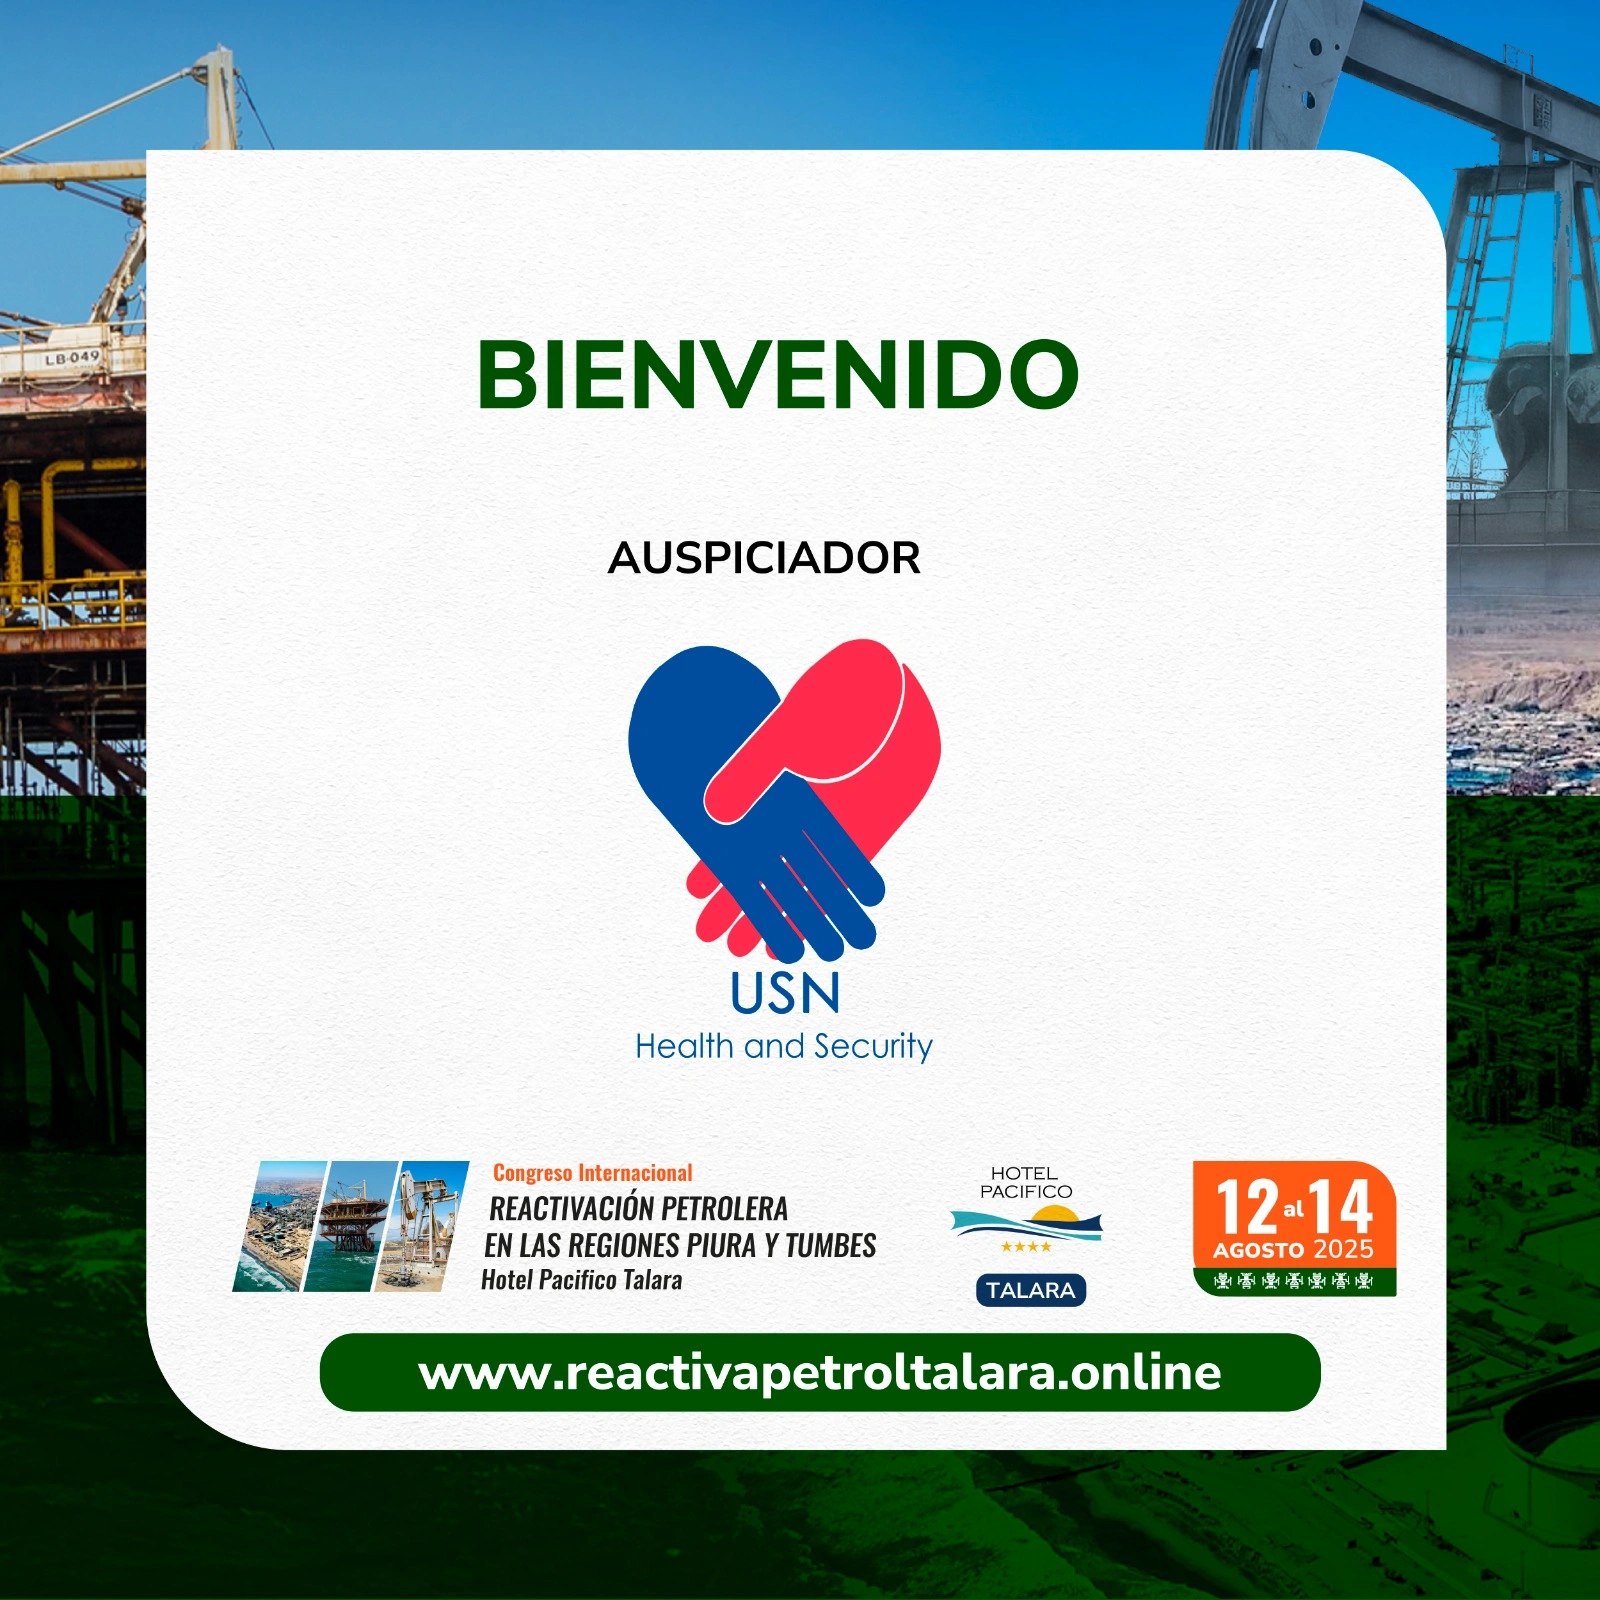 LB-049
BIENVENIDO
AUSPICIADOR
USN
Health and Security
Congreso Internacional
REACTIVACIÓN PETROLERA
EN LAS REGIONES PIURA Y TUMBES
Hotel Pacifico Talara
HOTEL
PACIFICO
TALARA
12 al 14
AGOSTO 2025
www.reactivapetroltalara.online